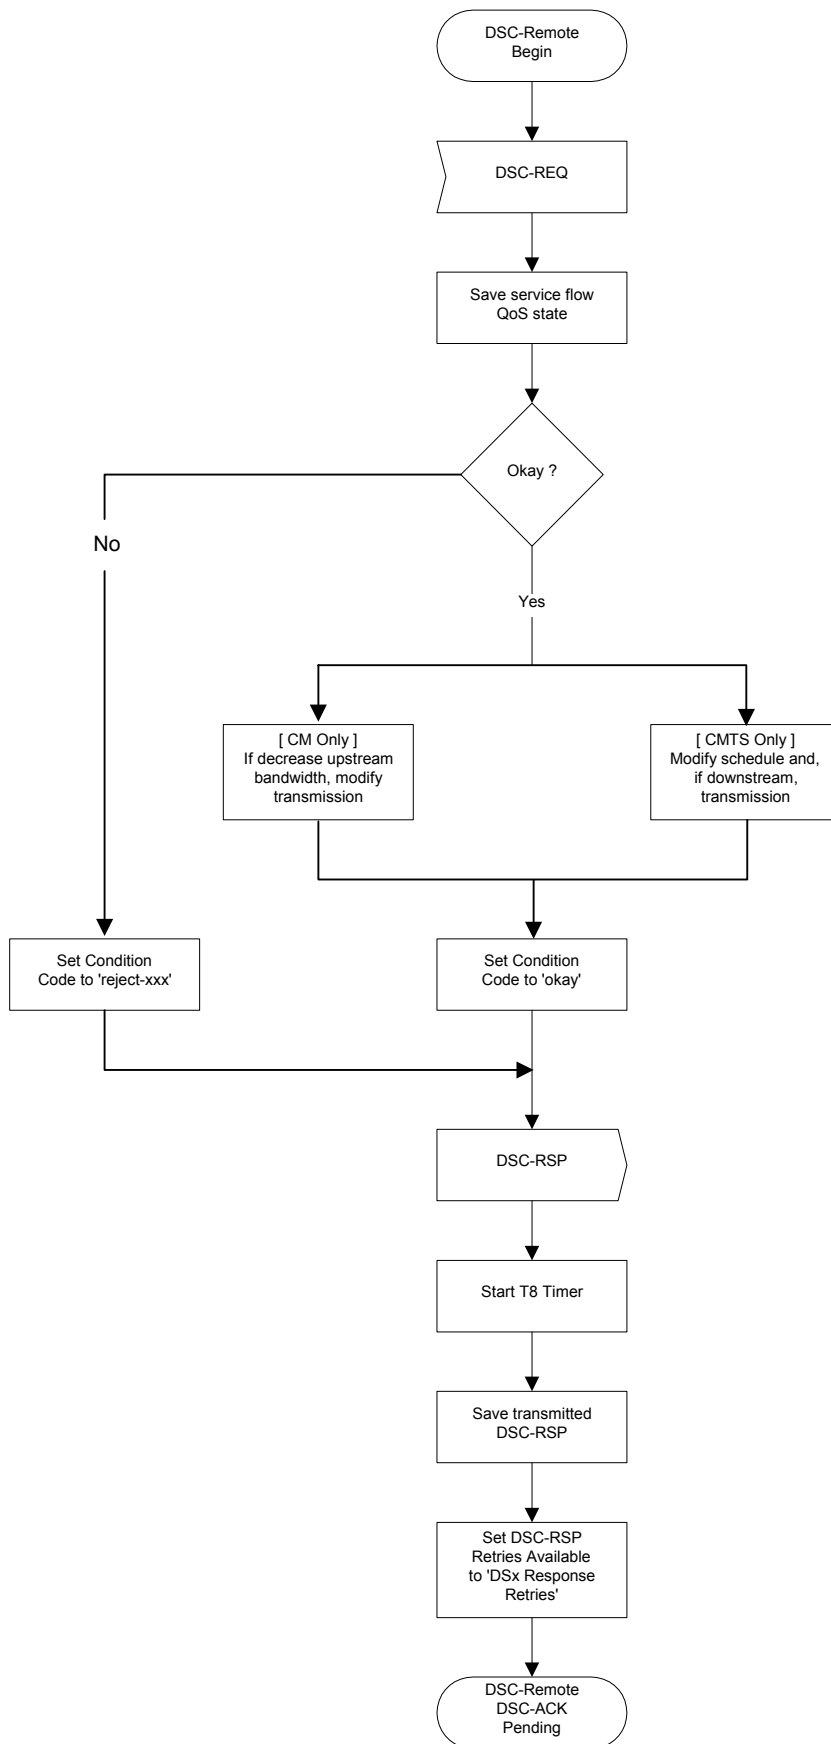 DSC-Remote
Begin
DSC-REQ
Save service flow
QoS state
Okay ?
No
Yes
[ CM Only ]
If decrease upstream
bandwidth, modify
transmission
[ CMTS Only ]
Modify schedule and,
if downstream,
transmission
Set Condition
Code to 'reject-xxx'
Set Condition
Code to 'okay'
DSC-RSP
Start T8 Timer
Save transmitted
DSC-RSP
Set DSC-RSP
Retries Available
to 'DSx Response
Retries'
DSC-Remote
DSC-ACK
Pending